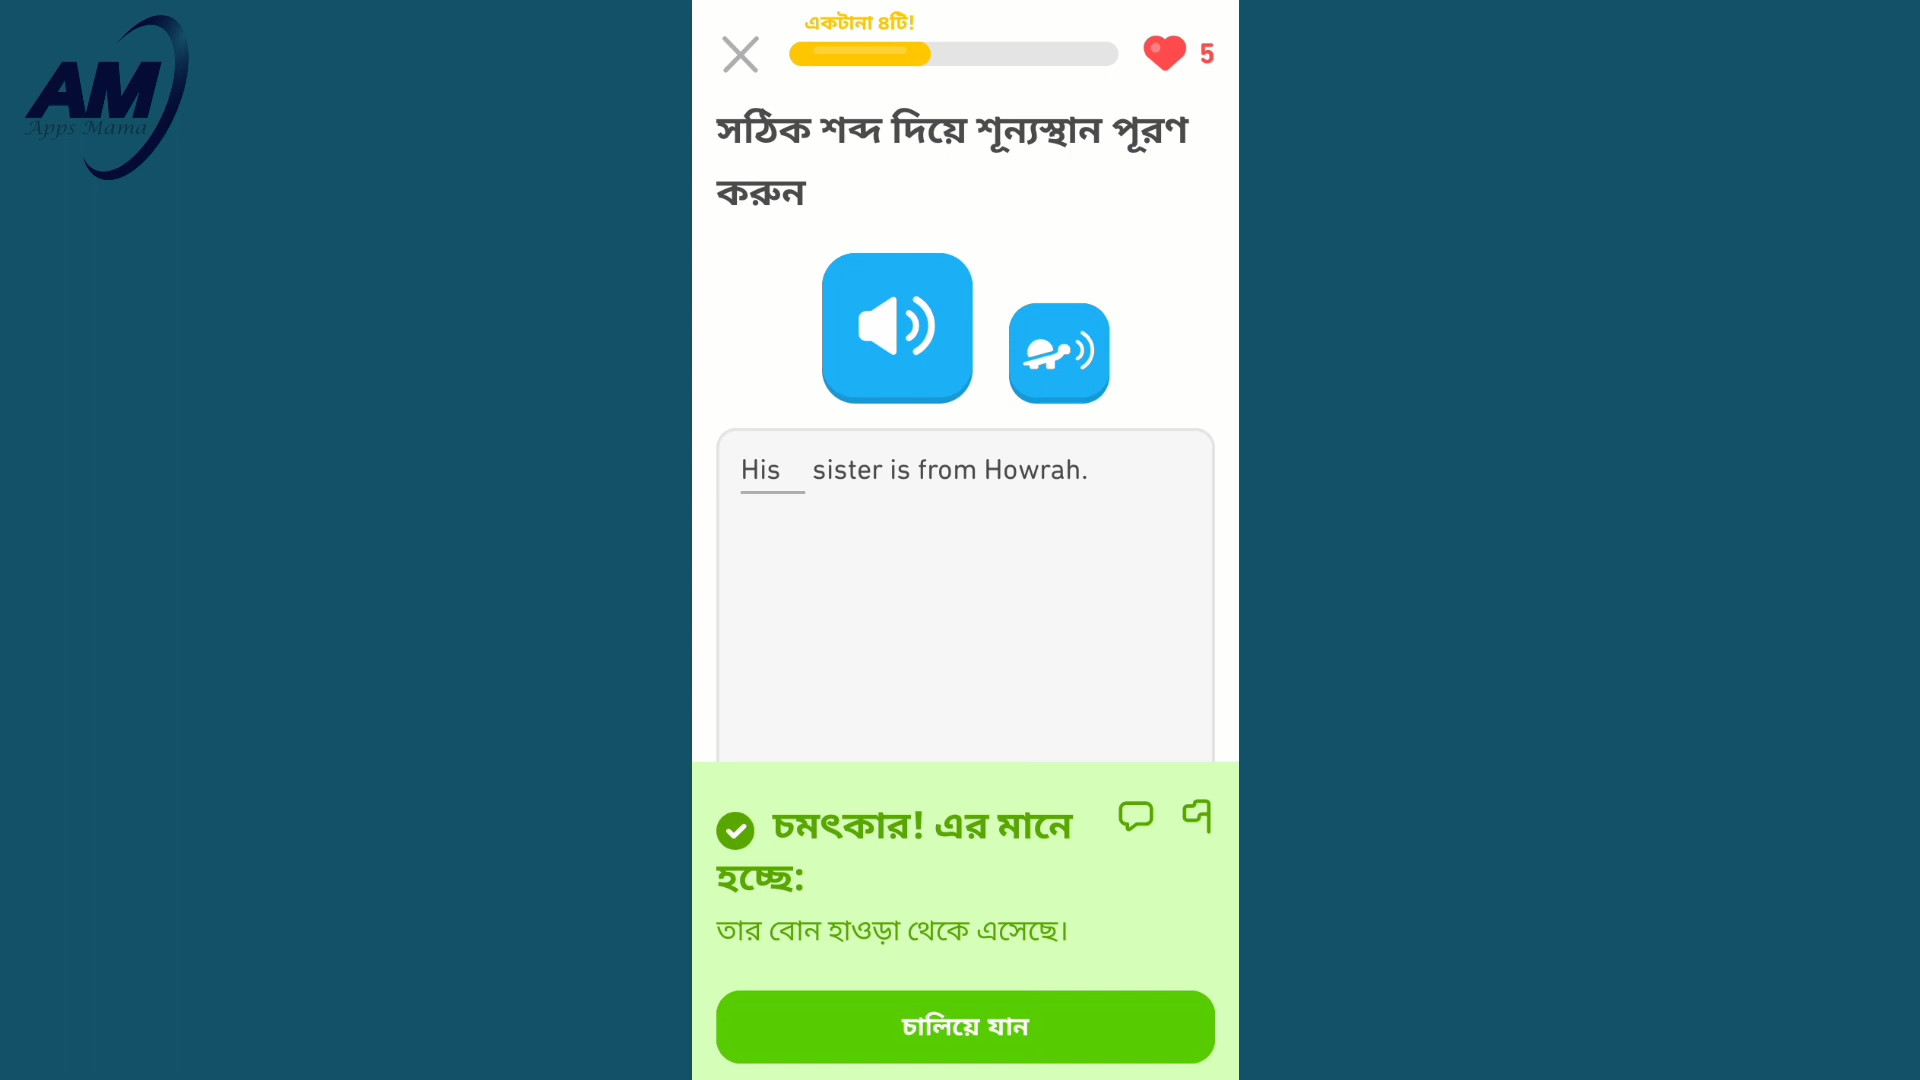 AM
Apps Mama
একটানা ৪টি!
5
সঠিক শব্দ দিয়ে শূন্যস্থান পূরণ
করুন
His sister is from Howrah.
চমৎকার! এর মানে
হচ্ছে:
তার বোন হাওড়া থেকে এসেছে।
চালিয়ে যান